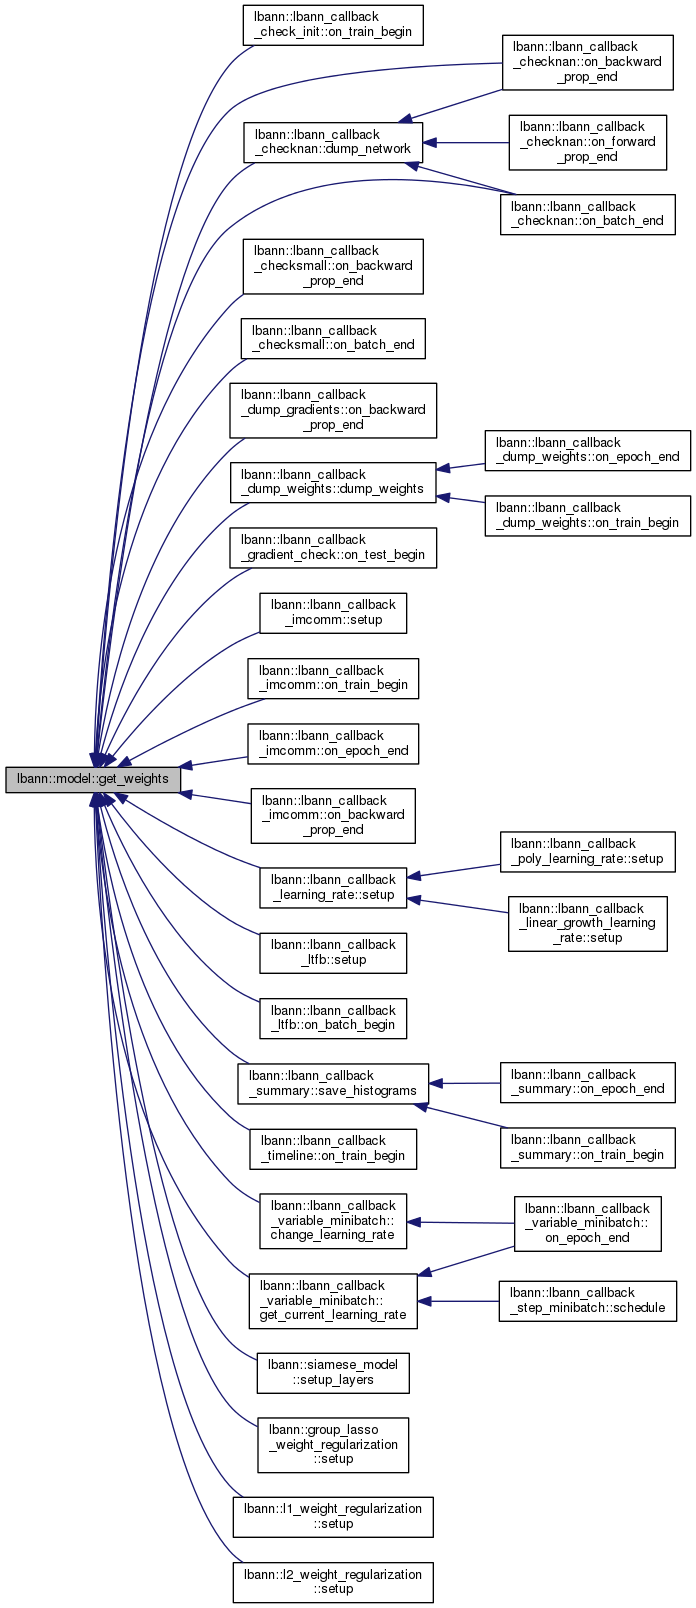 lbann::lbann_callback
_check_init::on_train_begin
lbann::lbann_callback
_checknan::on_backward
_prop_end
lbann::lbann_callback
_checknan::dump_network
lbann::lbann_callback
_checknan::on_forward
_prop_end
lbann::lbann_callback
_checknan::on_batch_end
lbann::lbann_callback
_checksmall::on_backward
_prop_end
lbann::lbann_callback
_checksmall::on_batch_end
lbann::lbann_callback
_dump_gradients::on_backward
_prop_end
lbann::lbann_callback
_dump_weights::on_epoch_end
lbann::lbann_callback
_dump_weights::dump_weights
lbann::lbann_callback
_dump_weights::on_train_begin
lbann::lbann_callback
_gradient_check::on_test_begin
lbann::lbann_callback
_imcomm::setup
lbann::lbann_callback
_imcomm::on_train_begin
lbann::lbann_callback
_imcomm::on_epoch_end
lbann::model::get_weights
lbann::lbann_callback
_imcomm::on_backward
_prop_end
lbann::lbann_callback
_poly_learning_rate::setup
lbann::lbann_callback
_learning_rate::setup
lbann::lbann_callback
_linear_growth_learning
_rate::setup
lbann::lbann_callback
_ltfb::setup
lbann::lbann_callback
_ltfb::on_batch_begin
lbann::lbann_callback
_summary::save_histograms
lbann::lbann_callback
_summary::on_epoch_end
lbann::lbann_callback
_timeline::on_train_begin
lbann::lbann_callback
_summary::on_train_begin
lbann::lbann_callback
_variable_minibatch::
change_learning_rate
lbann::lbann_callback
_variable_minibatch::
on_epoch_end
lbann::lbann_callback
_variable_minibatch::
get_current_learning_rate
lbann::lbann_callback
_step_minibatch::schedule
lbann::siamese_model
::setup_layers
lbann::group_lasso
_weight_regularization
::setup
lbann::l1_weight_regularization
::setup
lbann::l2_weight_regularization
::setup